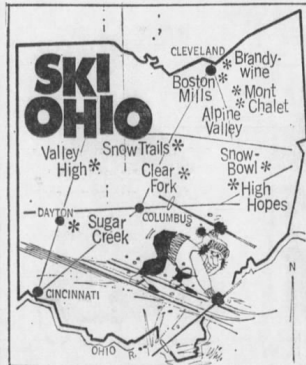 CLEVELAND
Brandy-
wine
Boston
Mills
Mont
Chalet
Alpine
Valley
SKI
OHIO
Valley
High
Snow Trails
Clear
Fork
Snow-
Bowl
High
Hopes
DAYTON
Sugar
Creek
COLUMBUS
CINCINNATI
OHIO R.
N